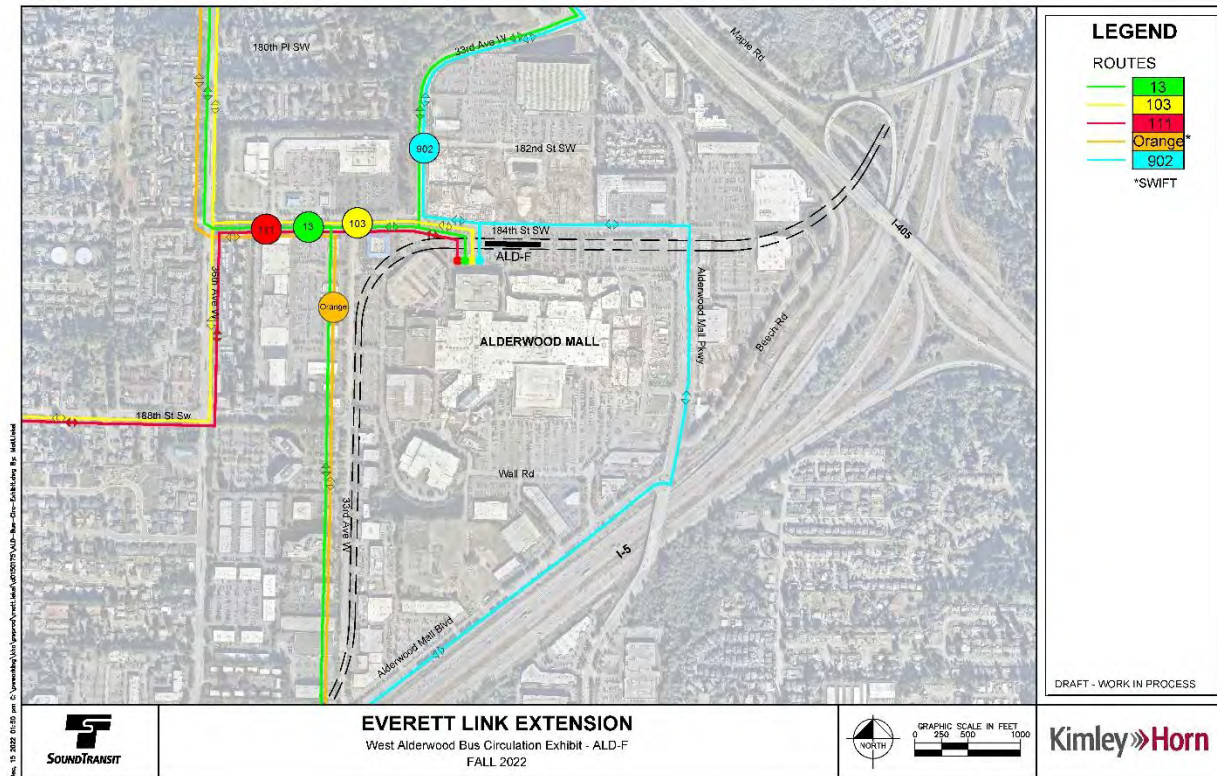 180th Pl SW
33rd Ave W
Maple Rd
902
182nd St SW
111
13
103
184th St SW
I-405
ALD-F
36th Ave W
Orange
Alderwood Mall Pkwy
Beech Rd
ALDERWOOD MALL
188th St Sw
Wall Rd
33rd Ave W
I-5
Alderwood Mall Blvd
LEGEND
ROUTES
13
103
111
Orange*
902
*SWIFT
DRAFT - WORK IN PROCESS
SOUNDTRANSIT
EVERETT LINK EXTENSION
West Alderwood Bus Circulation Exhibit - ALD-F
FALL 2022
NORTH
GRAPHIC SCALE IN FEET
0 250 500 1000
Kimley»Horn